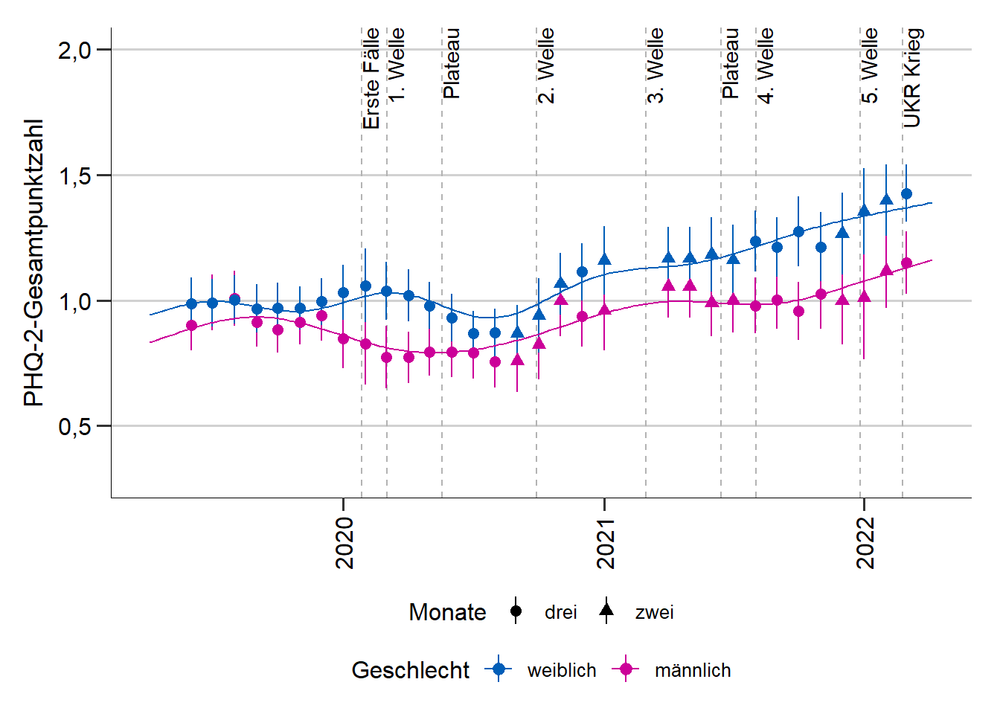 PHQ-2-Gesamtpunktzahl
2,0
1,5
1,0
0,5
Erste Fälle
1. Welle
Plateau
2. Welle
3. Welle
Plateau
4. Welle
5. Welle
UKR Krieg
2020
2021
2022
Monate drei zwei
Geschlecht weiblich männlich